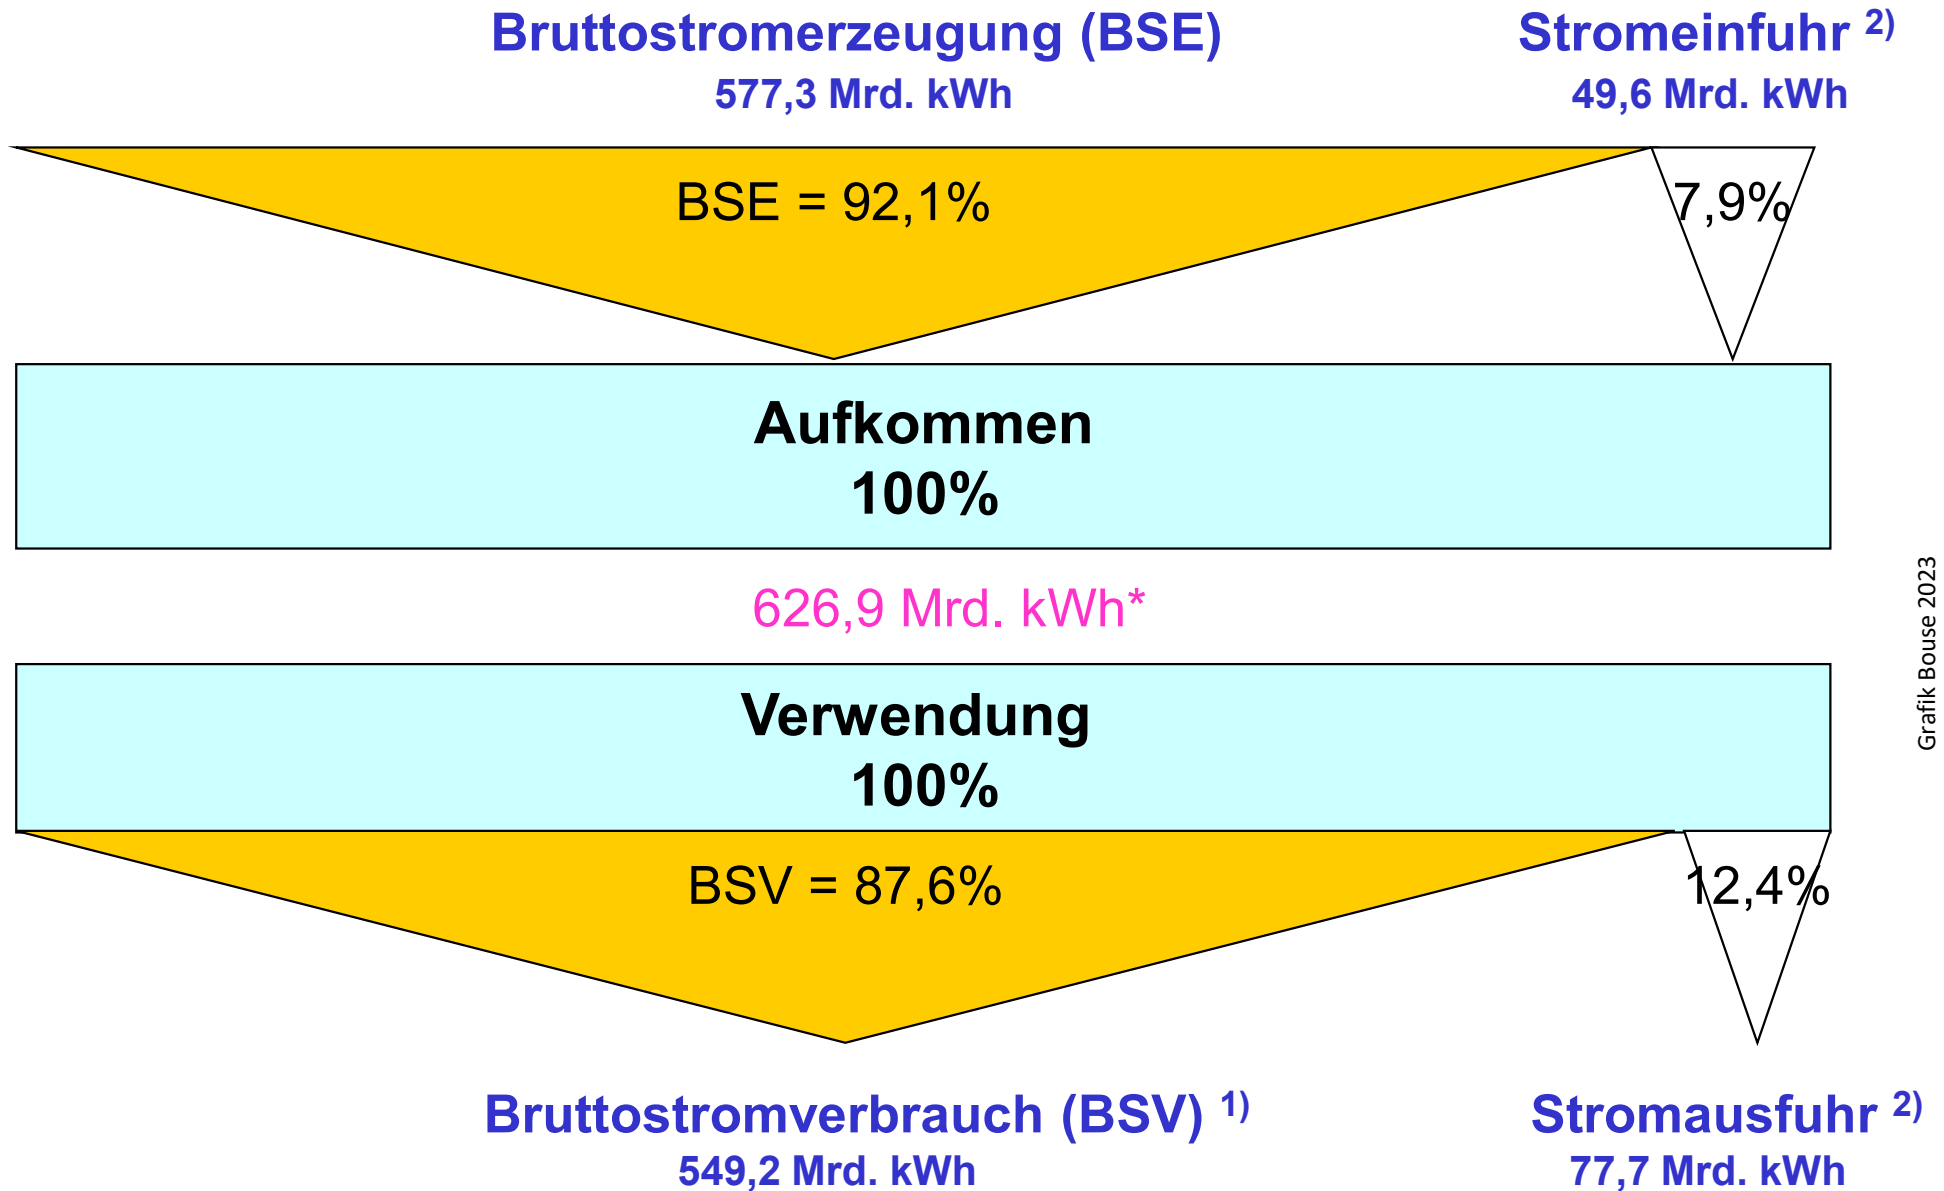 Bruttostromerzeugung (BSE)
577,3 Mrd. kWh
Stromeinfuhr 2)
49,6 Mrd. kWh
BSE = 92,1%
7,9%
Aufkommen
100%
626,9 Mrd. kWh*
Verwendung
100%
BSV = 87,6%
12,4%
Bruttostromverbrauch (BSV) 1)
549,2 Mrd. kWh
Stromausfuhr 2)
77,7 Mrd. kWh
Grafik Bouse 2023